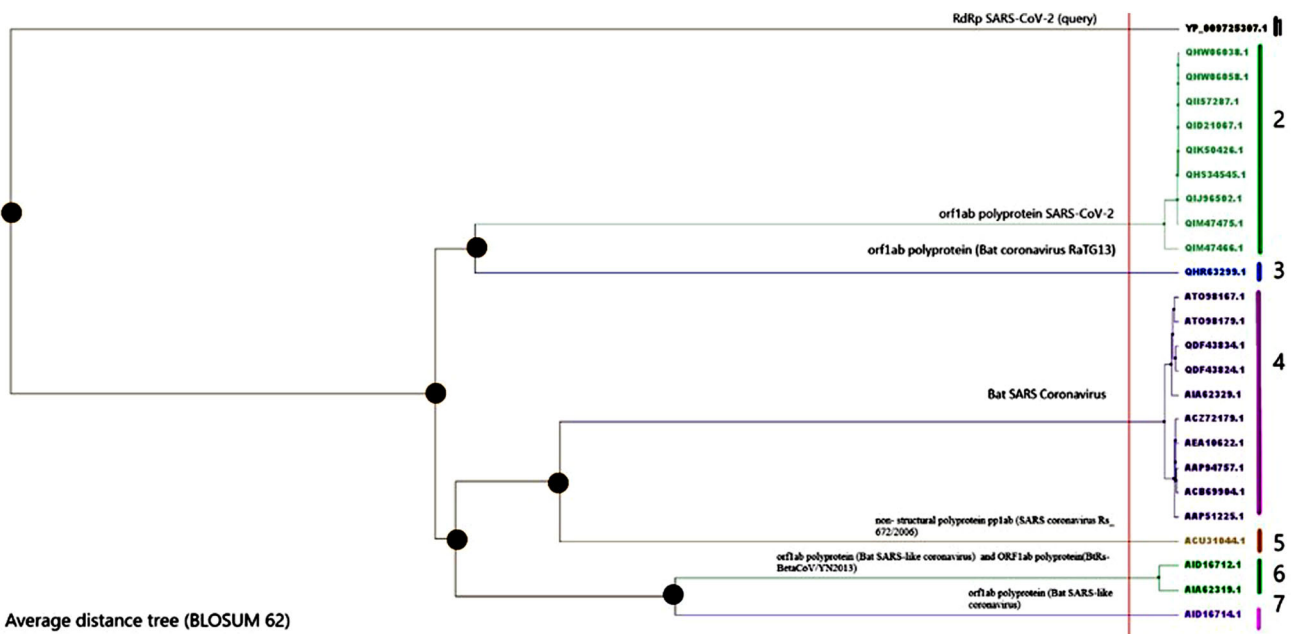 RdRp SARS-CoV-2 (query)
YP_009725307.1 1
QHW06038.1
QHW06058.1
QII57287.1
QID21067.1
2
QIK50426.1
QHS34545.1
QIJ96502.1
orf1ab polyprotein SARS-CoV-2
QIM47475.1
QIM47466.1
orf1ab polyprotein (Bat coronavirus RaTG13)
QHR63299.1 3
ATO98167.1
ATO98179.1
QDF43834.1
4
QDF43824.1
Bat SARS Coronavirus
AIA62329.1
ACZ72179.1
AEA10622.1
AAP94757.1
ACB69904.1
AAP51225.1
non- structural polyprotein pp1ab (SARS coronavirus Rs_
672/2006)
ACU31044.1 5
orf1ab polyprotein (Bat SARS-like coronavirus) and ORF1ab polyprotein(BtRs-
BetaCoV/YN2013)
AID16712.1
6
AIA62319.1
orf1ab polyprotein (Bat SARS-like
coronavirus)
7
AID16714.1
Average distance tree (BLOSUM 62)